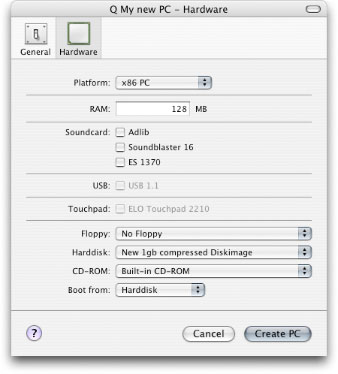 Q My new PC – Hardware
General Hardware
Platform: x86 PC
RAM: 128 MB
Soundcard: Adlib
Soundblaster 16
ES 1370
USB: USB 1.1
Touchpad: ELO Touchpad 2210
Floppy: No Floppy
Harddisk: New 1gb compressed Diskimage
CD-ROM: Built-in CD-ROM
Boot from: Harddisk
? Cancel Create PC